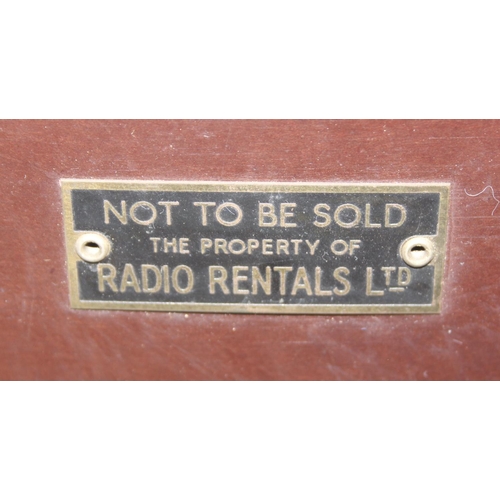 NOT TO BE SOLD
THE PROPERTY OF
RADIO RENTALS LTD